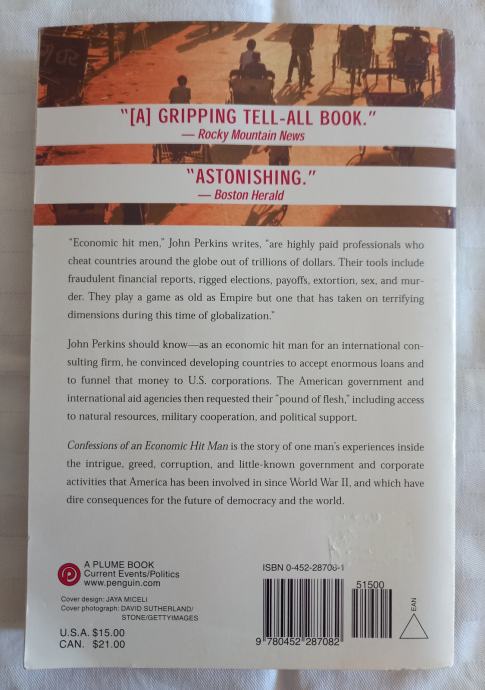 "[A] GRIPPING TELL-ALL BOOK."
— Rocky Mountain News
"ASTONISHING."
— Boston Herald
"Economic hit men," John Perkins writes, "are highly paid professionals who
cheat countries around the globe out of trillions of dollars. Their tools include
fraudulent financial reports, rigged elections, payoffs, extortion, sex, and mur-
der. They play a game as old as Empire but one that has taken on terrifying
dimensions during this time of globalization."
John Perkins should know—as an economic hit man for an international con-
sulting firm, he convinced developing countries to accept enormous loans and
to funnel that money to U.S. corporations. The American government and
international aid agencies then requested their "pound of flesh," including access
to natural resources, military cooperation, and political support.
Confessions of an Economic Hit Man is the story of one man's experiences inside
the intrigue, greed, corruption, and little-known government and corporate
activities that America has been involved in since World War II, and which have
dire consequences for the future of democracy and the world.
A PLUME BOOK
Current Events/Politics
www.penguin.com
Cover design: JAYA MICELI
Cover photograph: DAVID SUTHERLAND/
STONE/GETTYIMAGES
U.S.A. $15.00
CAN. $21.00
ISBN 0-452-28708-1
51500
9 780452 287082
EAN